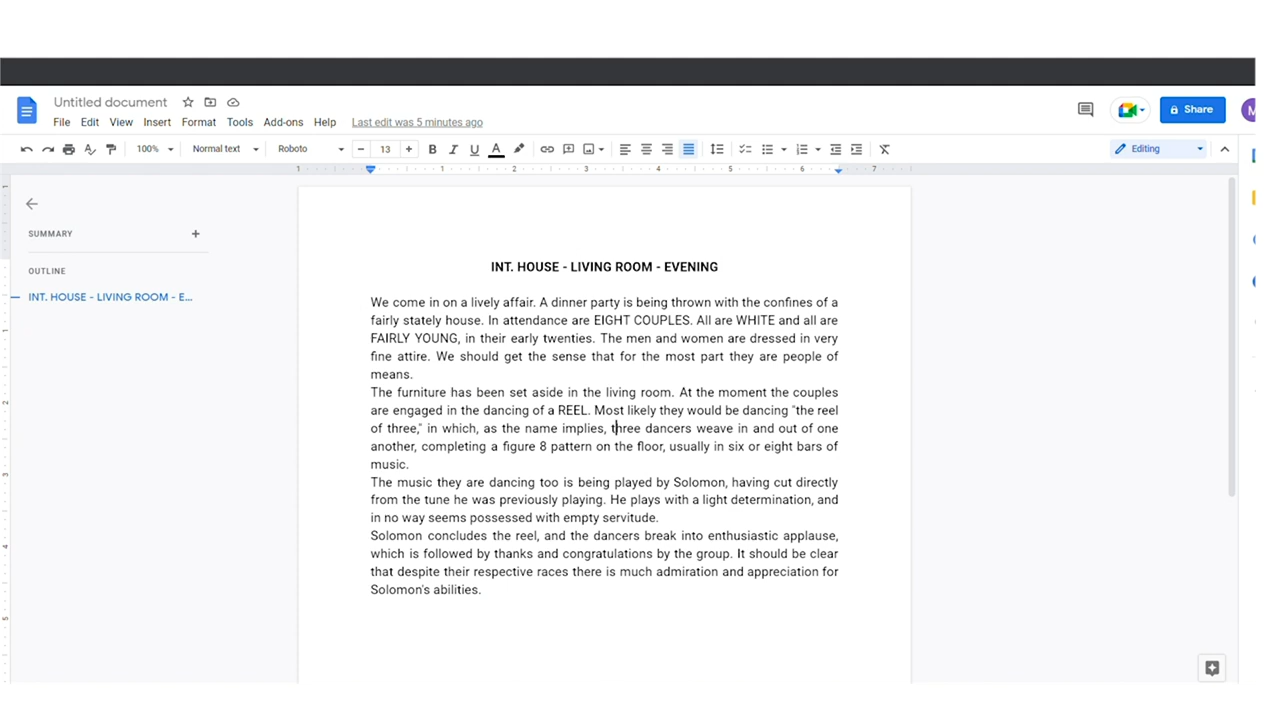 Untitled document
File Edit View Insert Format Tools Add-ons Help Last edit was 5 minutes ago
Share
M
100% Normal text Roboto − 13 + B I U A Editing
1 1 2 3 4 5 6 7
SUMMARY +
OUTLINE
INT. HOUSE - LIVING ROOM - E...
INT. HOUSE - LIVING ROOM - EVENING
We come in on a lively affair. A dinner party is being thrown with the confines of a
fairly stately house. In attendance are EIGHT COUPLES. All are WHITE and all are
FAIRLY YOUNG, in their early twenties. The men and women are dressed in very
fine attire. We should get the sense that for the most part they are people of
means.
The furniture has been set aside in the living room. At the moment the couples
are engaged in the dancing of a REEL. Most likely they would be dancing "the reel
of three," in which, as the name implies, three dancers weave in and out of one
another, completing a figure 8 pattern on the floor, usually in six or eight bars of
music.
The music they are dancing too is being played by Solomon, having cut directly
from the tune he was previously playing. He plays with a light determination, and
in no way seems possessed with empty servitude.
Solomon concludes the reel, and the dancers break into enthusiastic applause,
which is followed by thanks and congratulations by the group. It should be clear
that despite their respective races there is much admiration and appreciation for
Solomon's abilities.